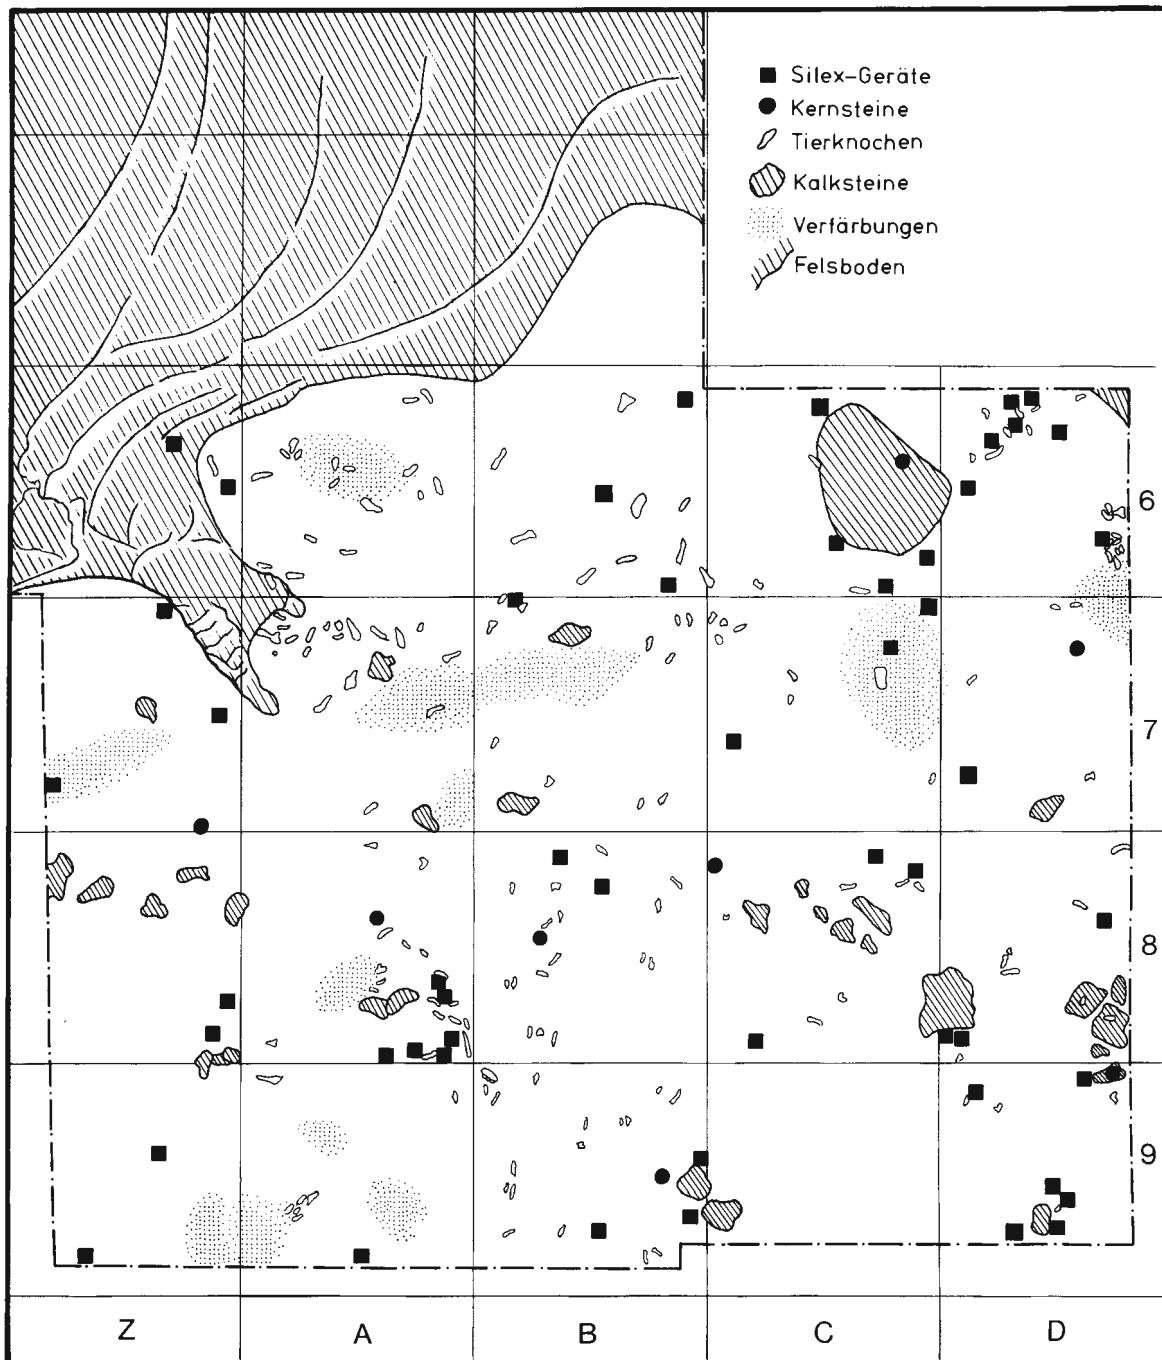 Silex-Geräte
Kernsteine
Tierknochen
Kalksteine
Verfärbungen
Felsboden
6
7
8
9
Z A B C D